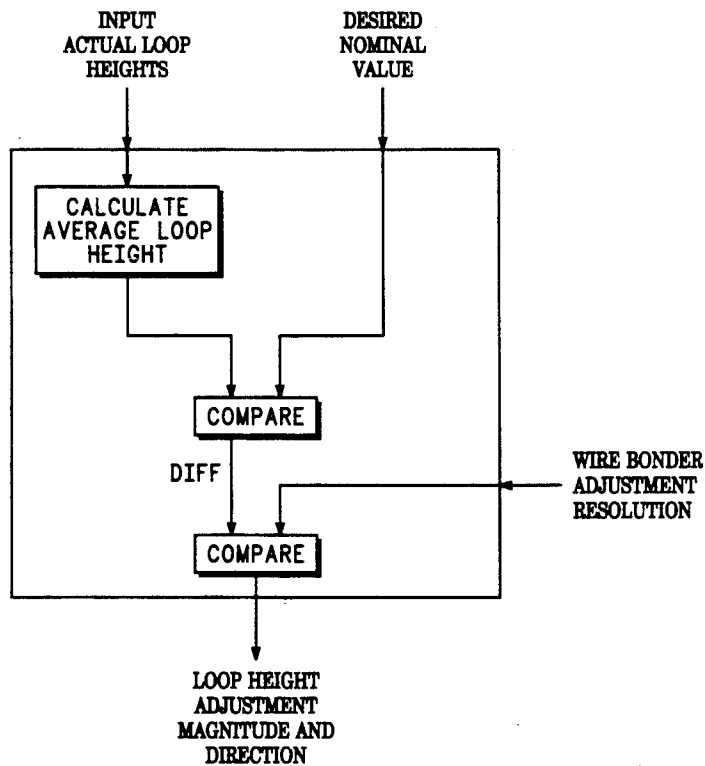 INPUT
ACTUAL LOOP
HEIGHTS
DESIRED
NOMINAL
VALUE
CALCULATE
AVERAGE LOOP
HEIGHT
COMPARE
DIFF
WIRE BONDER
ADJUSTMENT
RESOLUTION
COMPARE
LOOP HEIGHT
ADJUSTMENT
MAGNITUDE AND
DIRECTION